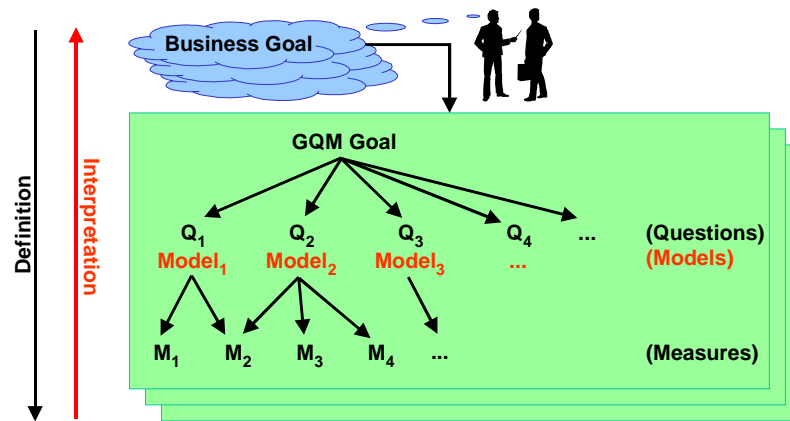 Business Goal
Definition
Interpretation
GQM Goal
Q1 Q2 Q3 Q4 ... (Questions)
Model1 Model2 Model3 ... (Models)
M1 M2 M3 M4 ... (Measures)